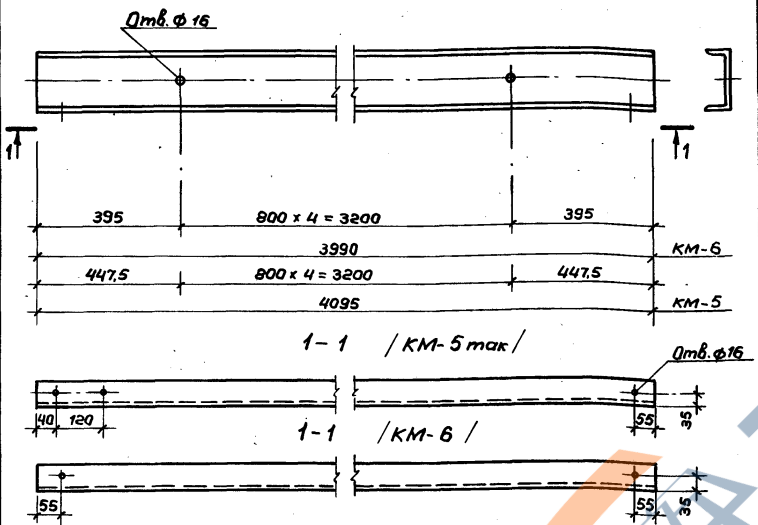 Отв. ф 16
1 1
395 800 x 4 = 3200 395
3990 КМ-6
447,5 800 x 4 = 3200 447,5
4095 КМ-5
1-1 /КМ-5 так/
Отв. ф16
40 120 55 35
1-1 /КМ-6/
55 55 35